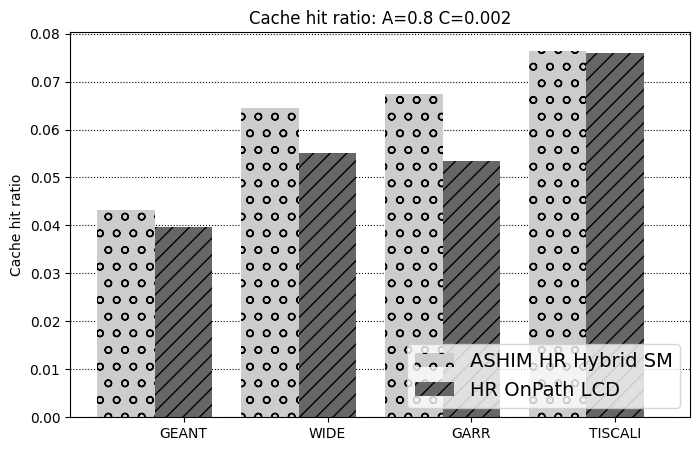 Cache hit ratio: A=0.8 C=0.002
Cache hit ratio
0.08
0.07
0.06
0.05
0.04
0.03
0.02
0.01
0.00
ASHIM HR Hybrid SM
HR OnPath LCD
GEANT
WIDE
GARR
TISCALI